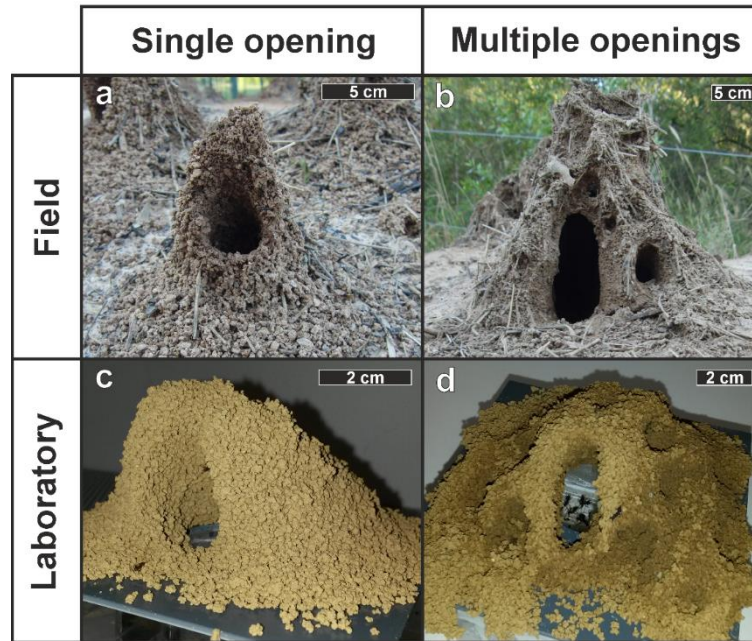 Single opening
Multiple openings
Field
a
5 cm
b
5 cm
Laboratory
c
2 cm
d
2 cm